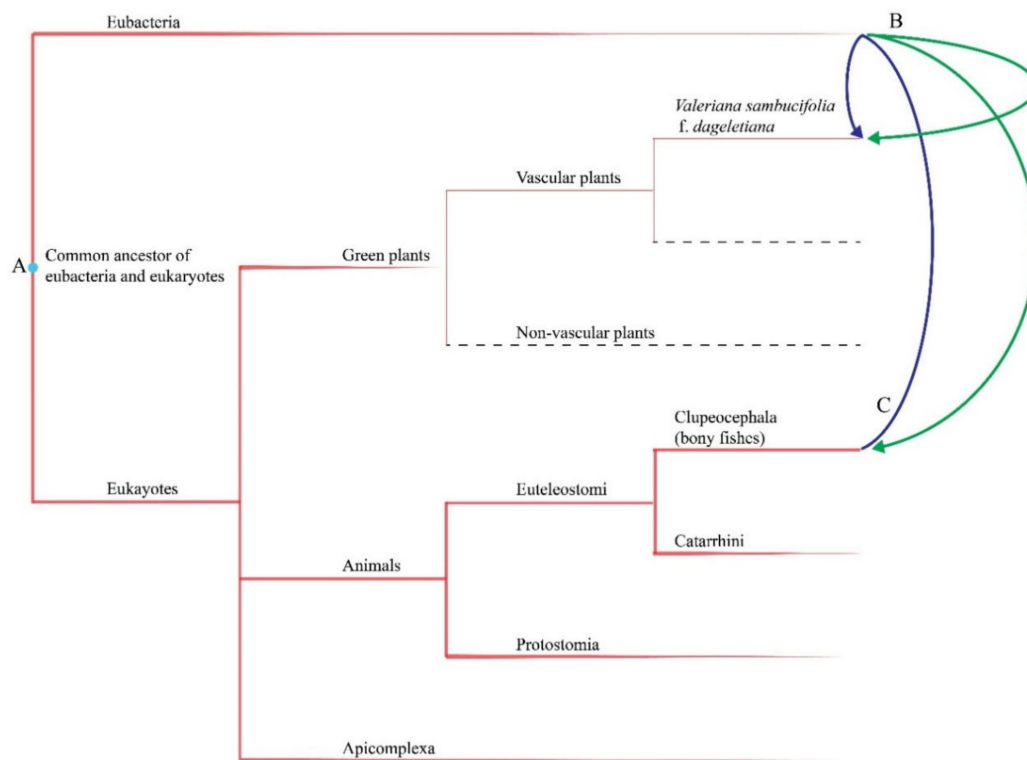 Eubacteria
B
Valeriana sambucifolia
f. dageletiana
Vascular plants
A
Common ancestor of
eubacteria and eukaryotes
Green plants
Non-vascular plants
C
Clupeocephala
(bony fishes)
Eukayotes
Euteleostomi
Catarrhini
Animals
Protostomia
Apicomplexa